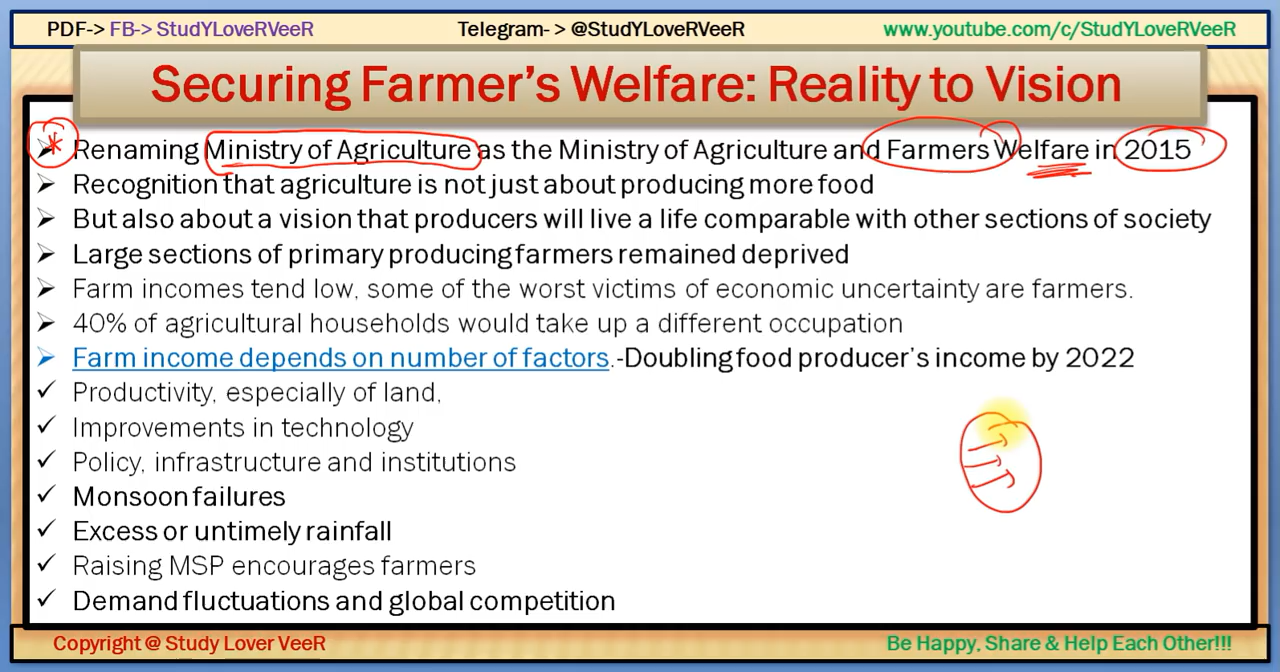 PDF-> FB-> StudYLoveRVeeR Telegram- > @StudYLoveRVeeR www.youtube.com/c/StudYLoveRVeeR
Securing Farmer's Welfare: Reality to Vision
➢ Renaming Ministry of Agriculture as the Ministry of Agriculture and Farmers Welfare in 2015
➢ Recognition that agriculture is not just about producing more food
➢ But also about a vision that producers will live a life comparable with other sections of society
➢ Large sections of primary producing farmers remained deprived
➢ Farm incomes tend low, some of the worst victims of economic uncertainty are farmers.
➢ 40% of agricultural households would take up a different occupation
➢ Farm income depends on number of factors.-Doubling food producer's income by 2022
✓ Productivity, especially of land,
✓ Improvements in technology
✓ Policy, infrastructure and institutions
✓ Monsoon failures
✓ Excess or untimely rainfall
✓ Raising MSP encourages farmers
✓ Demand fluctuations and global competition
Copyright @ Study Lover VeeR Be Happy, Share & Help Each Other!!!